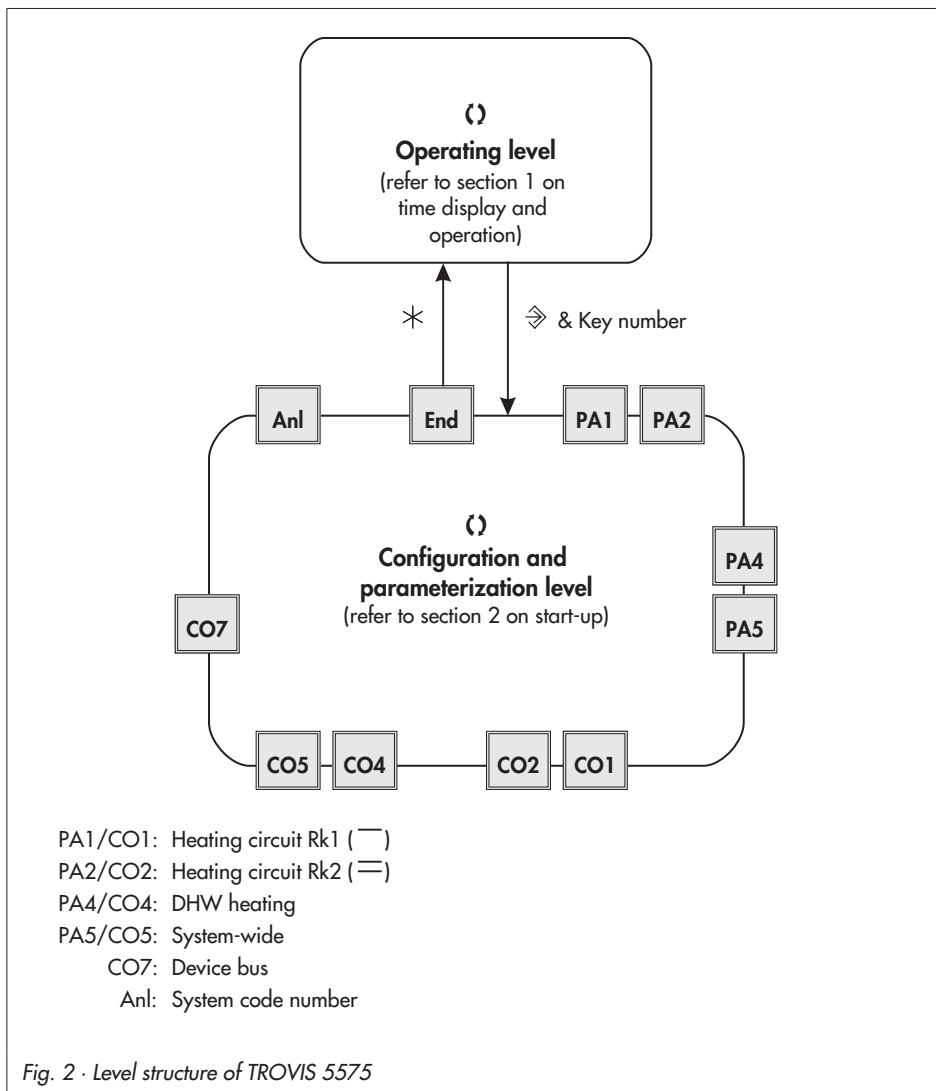 Operating level
(refer to section 1 on
time display and
operation)
& Key number
Anl
End
PA1
PA2
Configuration and
parameterization level
(refer to section 2 on start-up)
PA4
PA5
CO7
CO5
CO4
CO2
CO1
PA1/CO1: Heating circuit Rk1 ( )
PA2/CO2: Heating circuit Rk2 ( )
PA4/CO4: DHW heating
PA5/CO5: System-wide
CO7: Device bus
Anl: System code number
Fig. 2 · Level structure of TROVIS 5575